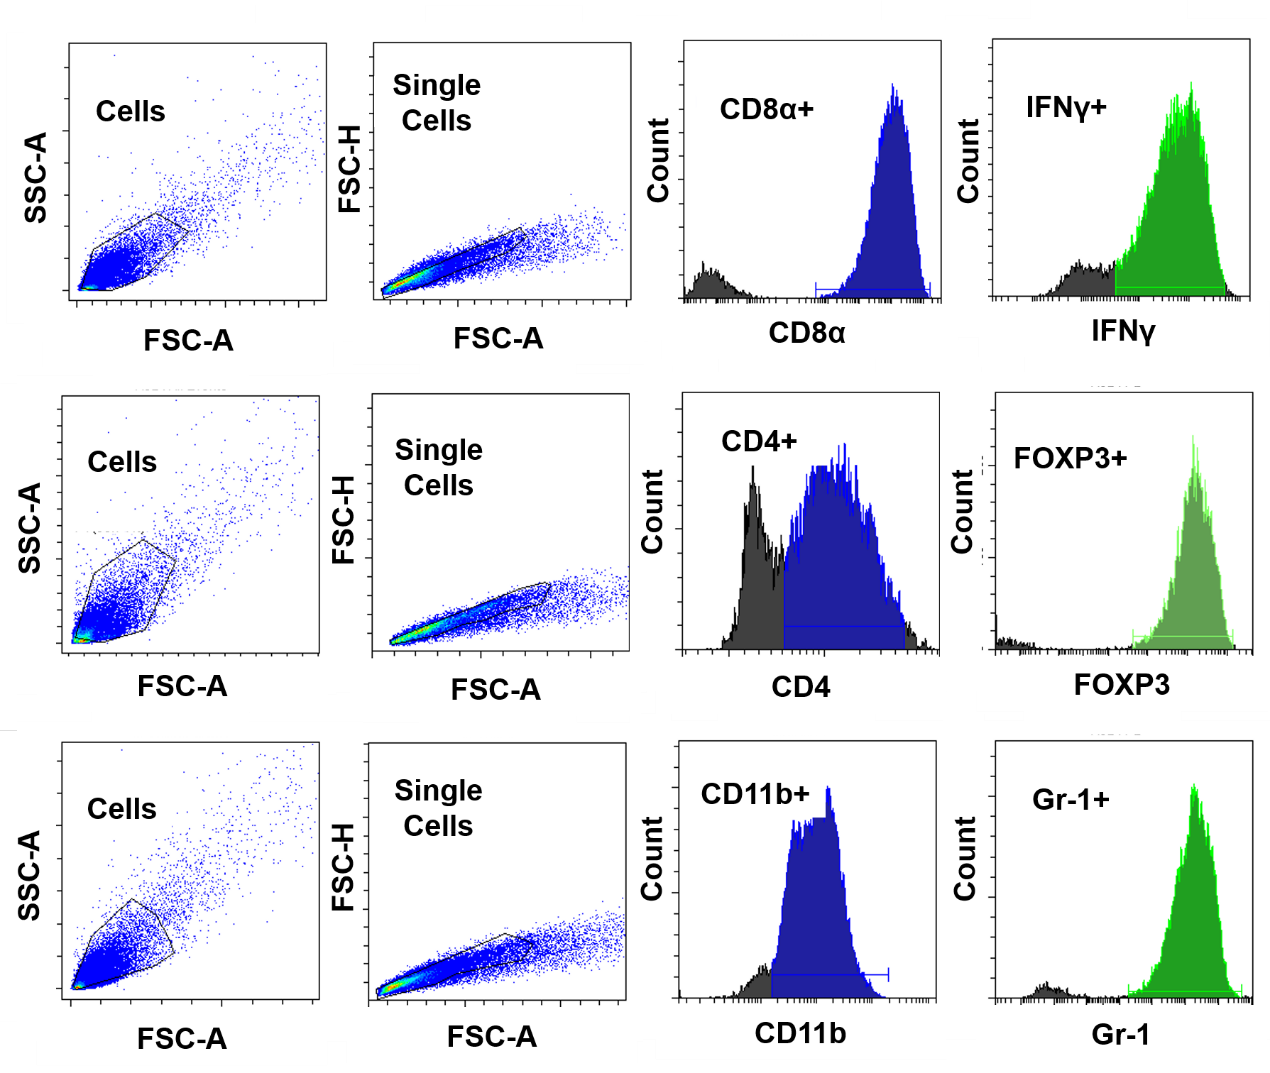 Cells
SSC-A
FSC-A
Single
Cells
FSC-H
FSC-A
CD8α+
Count
CD8α
IFNγ+
Count
IFNγ
Cells
SSC-A
FSC-A
Single
Cells
FSC-H
FSC-A
CD4+
Count
CD4
FOXP3+
Count
FOXP3
Cells
SSC-A
FSC-A
Single
Cells
FSC-H
FSC-A
CD11b+
Count
CD11b
Gr-1+
Count
Gr-1